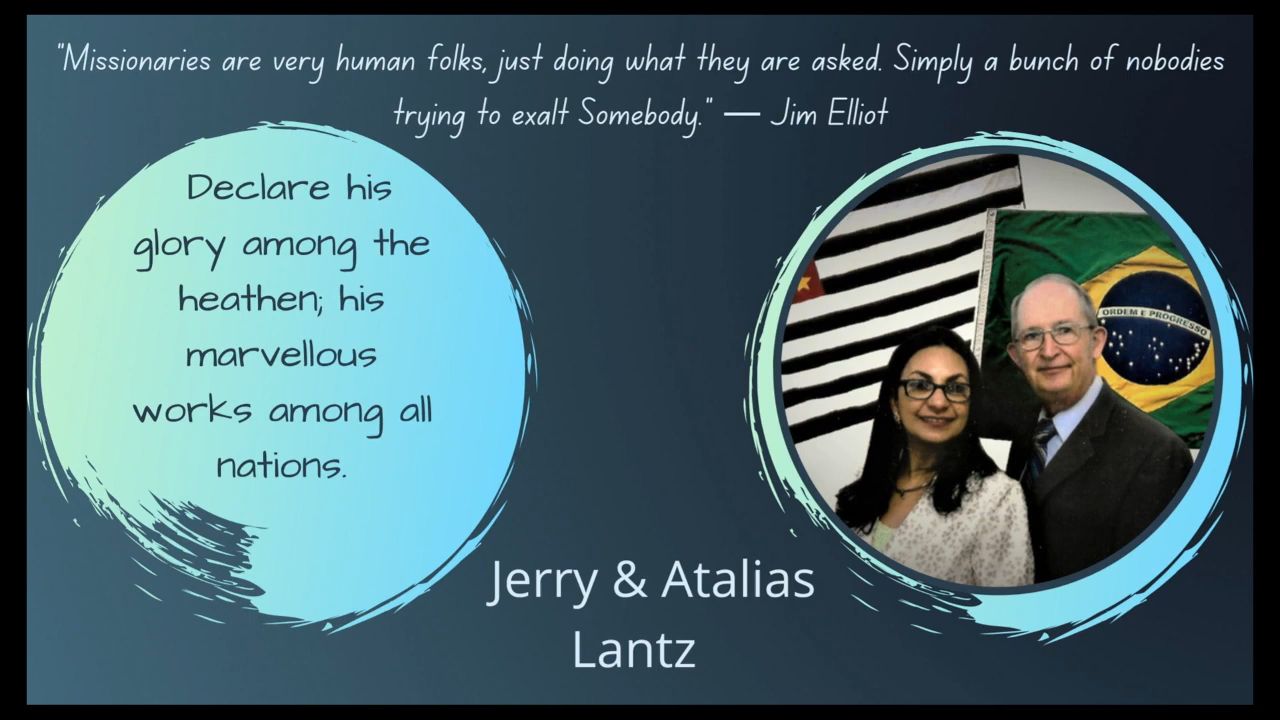 "Missionaries are very human folks, just doing what they are asked. Simply a bunch of nobodies
trying to exalt Somebody." — Jim Elliot
Declare his
glory among the
heathen; his
marvellous
works among all
nations.
ORDEM E PROGRESSO
Jerry & Atalias
Lantz